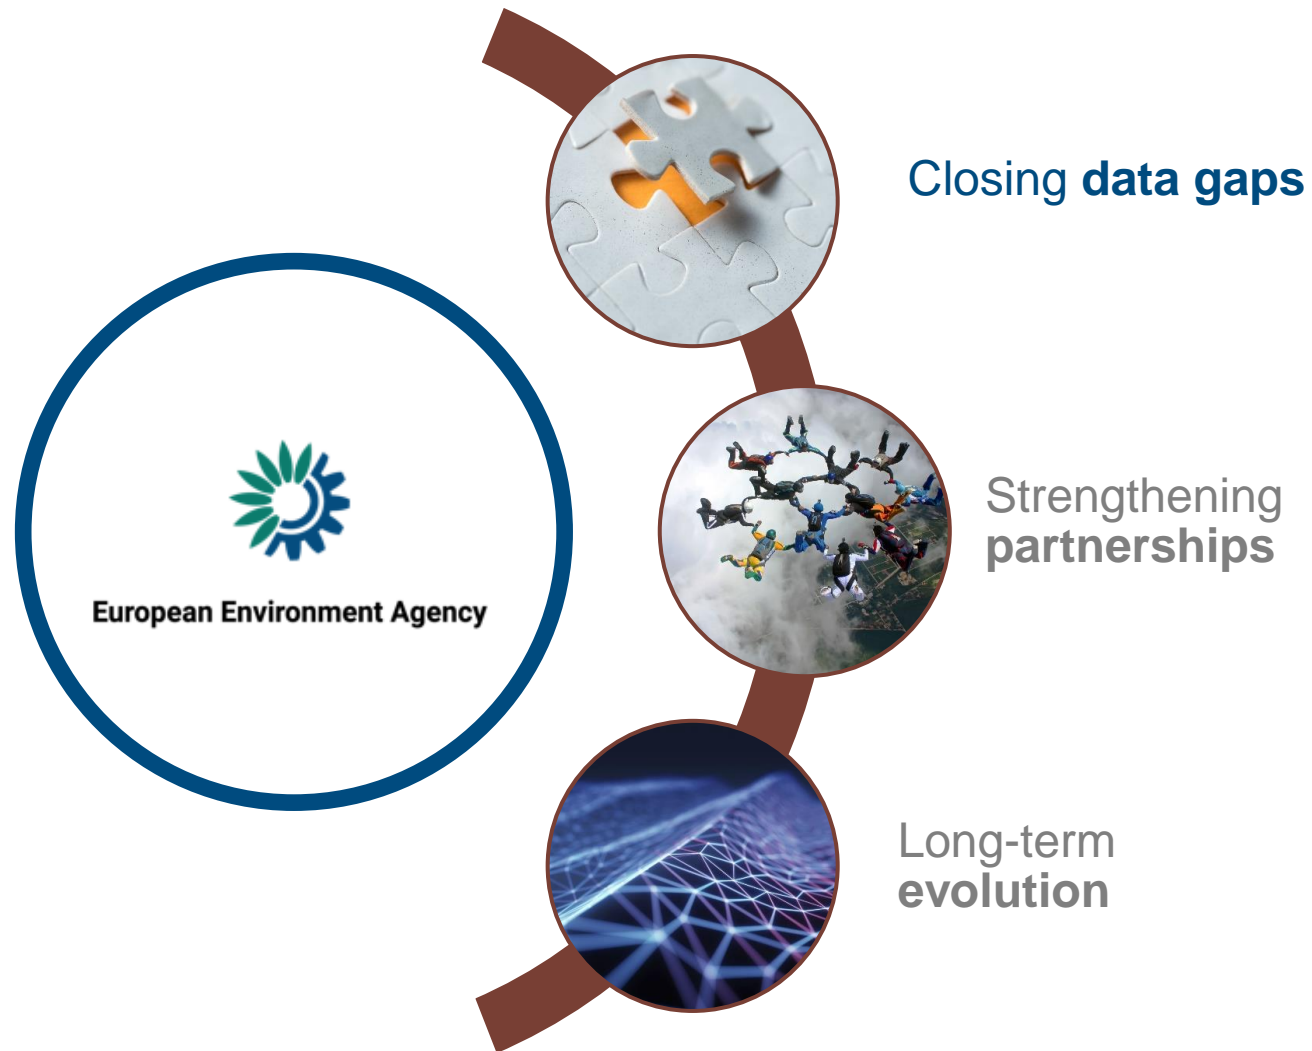 Closing data gaps
Strengthening
partnerships
European Environment Agency
Long-term
evolution